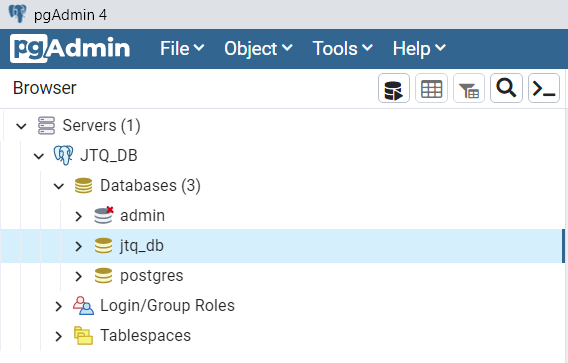 pgAdmin 4
pgAdmin File Object Tools Help
Browser
Servers (1)
JTQ_DB
Databases (3)
admin
jtq_db
postgres
Login/Group Roles
Tablespaces